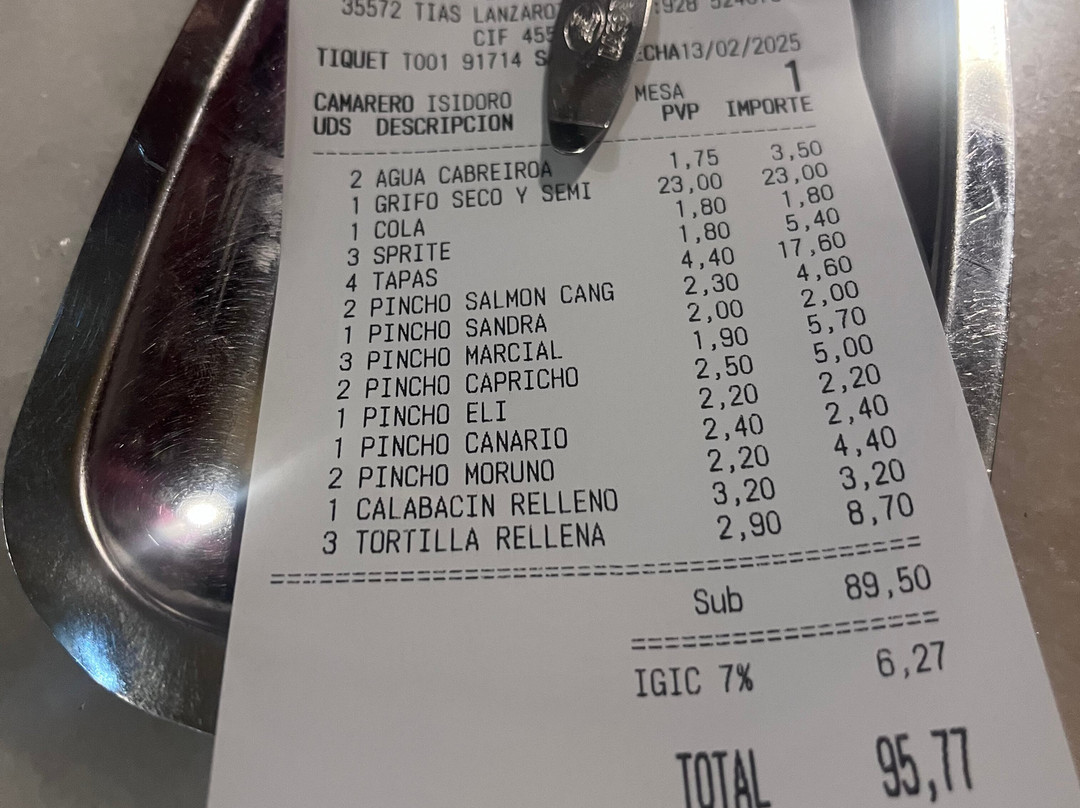 35572 TIAS
CIF
TIQUET T001 91714 13/02/2025
CAMARERO ISIDORO MESA 1
UDS DESCRIPCION PVP IMPORTE
2 AGUA CABREIROA 1,75 3,50
1 GRIFO SECO Y SEMI 23,00 23,00
1 COLA 1,80 1,80
3 SPRITE 1,80 5,40
4 TAPAS 4,40 17,60
2 PINCHO SALMON CANG 2,30 4,60
1 PINCHO SANDRA 2,00 2,00
3 PINCHO MARCIAL 1,90 5,70
2 PINCHO CAPRICHO 2,50 5,00
1 PINCHO ELI 2,20 2,20
1 PINCHO CANARIO 2,40 2,40
2 PINCHO MORUNO 2,20 4,40
1 CALABACIN RELLENO 3,20 3,20
3 TORTILLA RELLENA 2,90 8,70
Sub 89,50
IGIC 7% 6,27
TOTAL 95,77